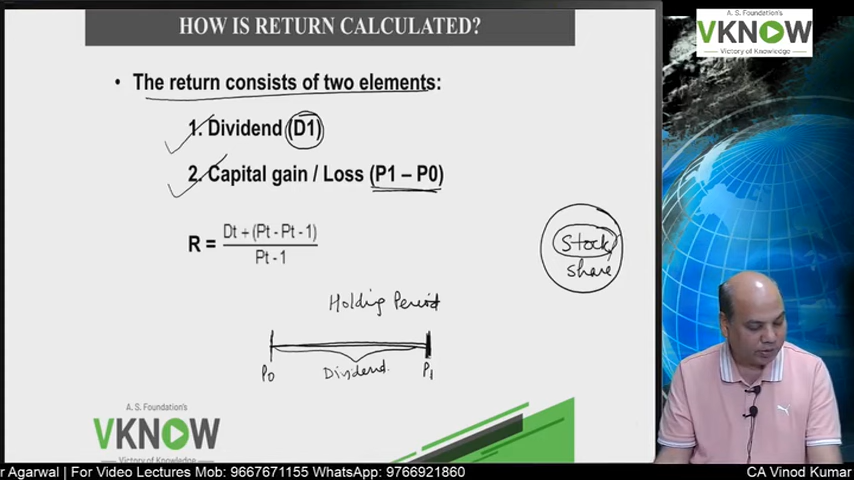 HOW IS RETURN CALCULATED?
A. S. Foundation's
VKNOW
Victory of Knowledge
• The return consists of two elements:
1. Dividend (D1)
2. Capital gain / Loss (P1 – P0)
R = Dt + (Pt - Pt - 1)
Pt - 1
Stock
share
Holding Period
P0 Dividend. P1
A. S. Foundation's
VKNOW
Victory of Knowledge
r Agarwal | For Video Lectures Mob: 9667671155 WhatsApp: 9766921860
CA Vinod Kumar